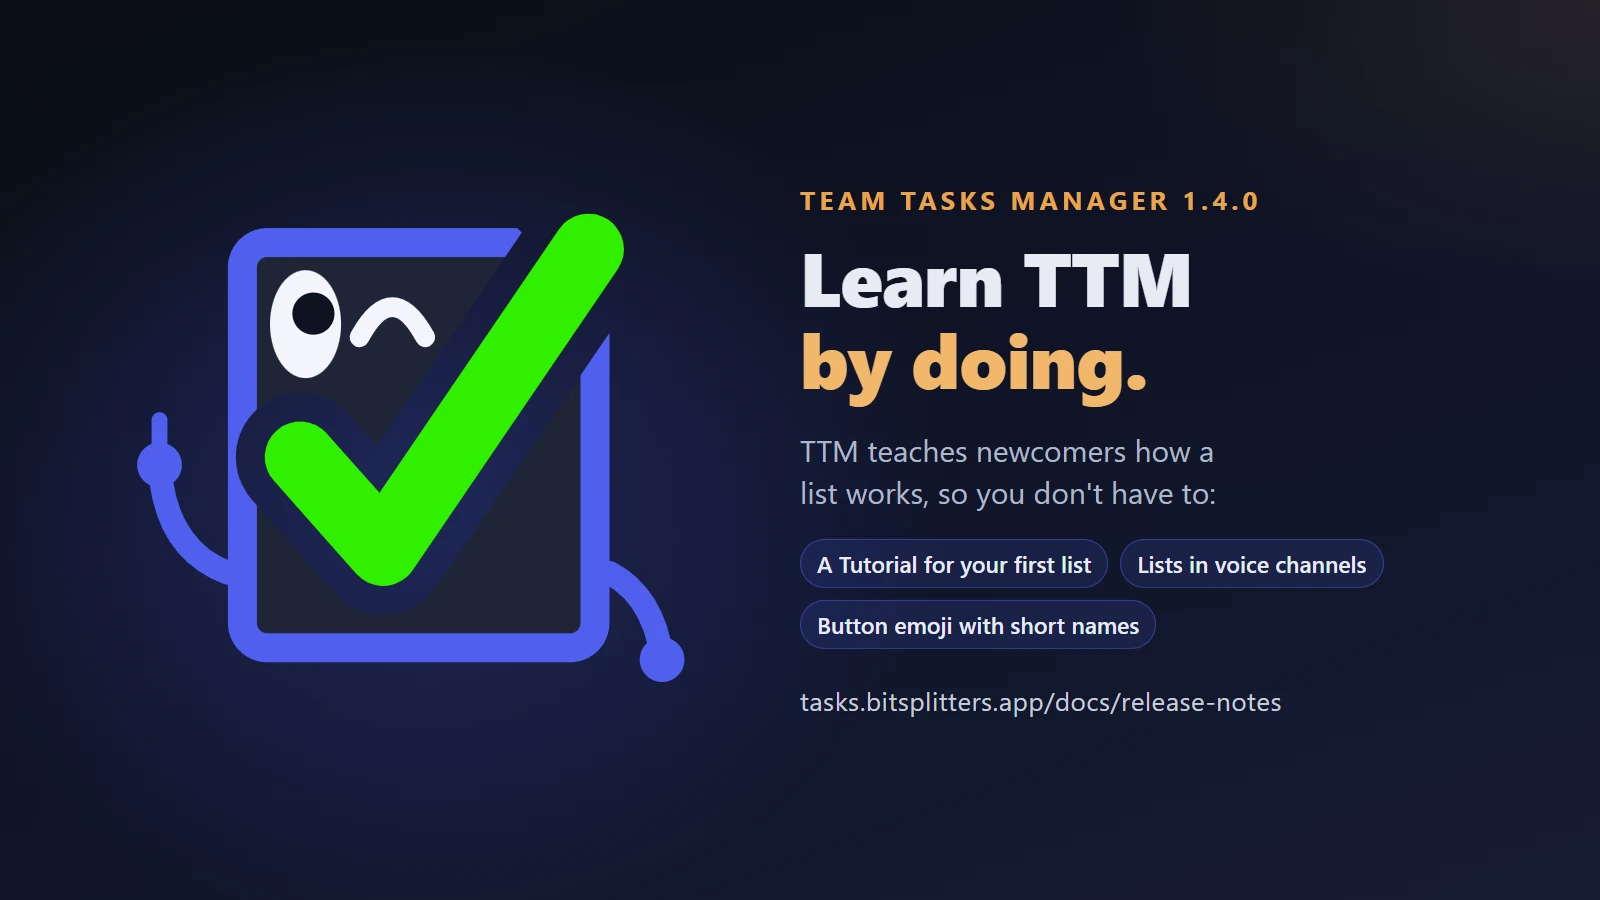 TEAM TASKS MANAGER 1.4.0
Learn TTM
by doing.
TTM teaches newcomers how a
list works, so you don't have to:
A Tutorial for your first list
Lists in voice channels
Button emoji with short names
tasks.bitsplitters.app/docs/release-notes